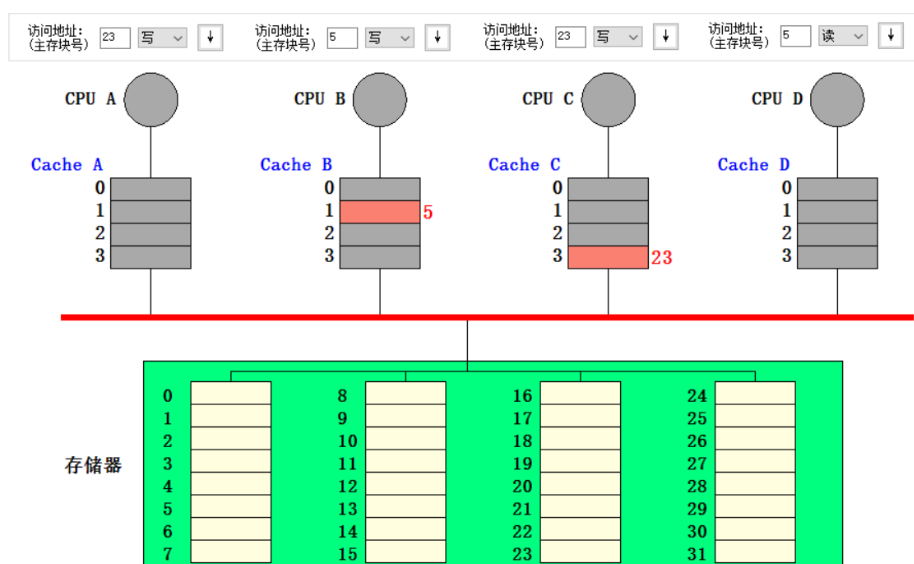 访问地址: 23 写 ↓ 访问地址: 5 写 ↓ 访问地址: 23 写 ↓ 访问地址: 5 读 ↓
(主存块号) (主存块号) (主存块号) (主存块号)
CPU A CPU B CPU C CPU D
Cache A Cache B Cache C Cache D
0 0 0 0
1 1 5 1 1
2 2 2 2
3 3 3 23 3
0 8 16 24
1 9 17 25
2 10 18 26
存储器 3 11 19 27
4 12 20 28
5 13 21 29
6 14 22 30
7 15 23 31